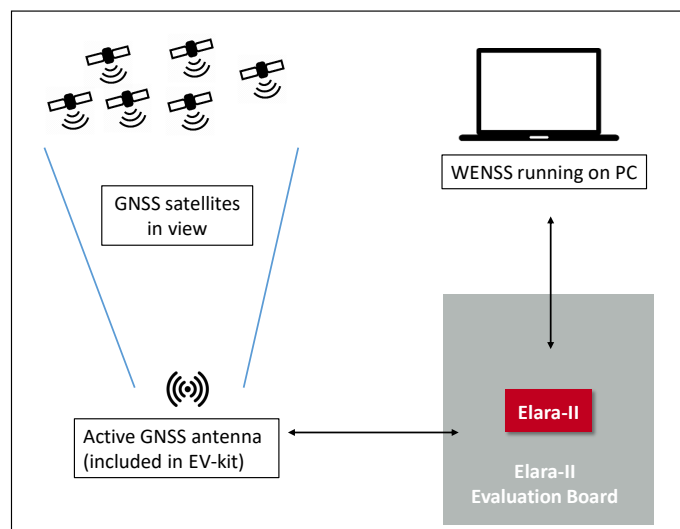 GNSS satellites
in view
WENSS running on PC
Active GNSS antenna
(included in EV-kit)
Elara-II
Elara-II
Evaluation Board